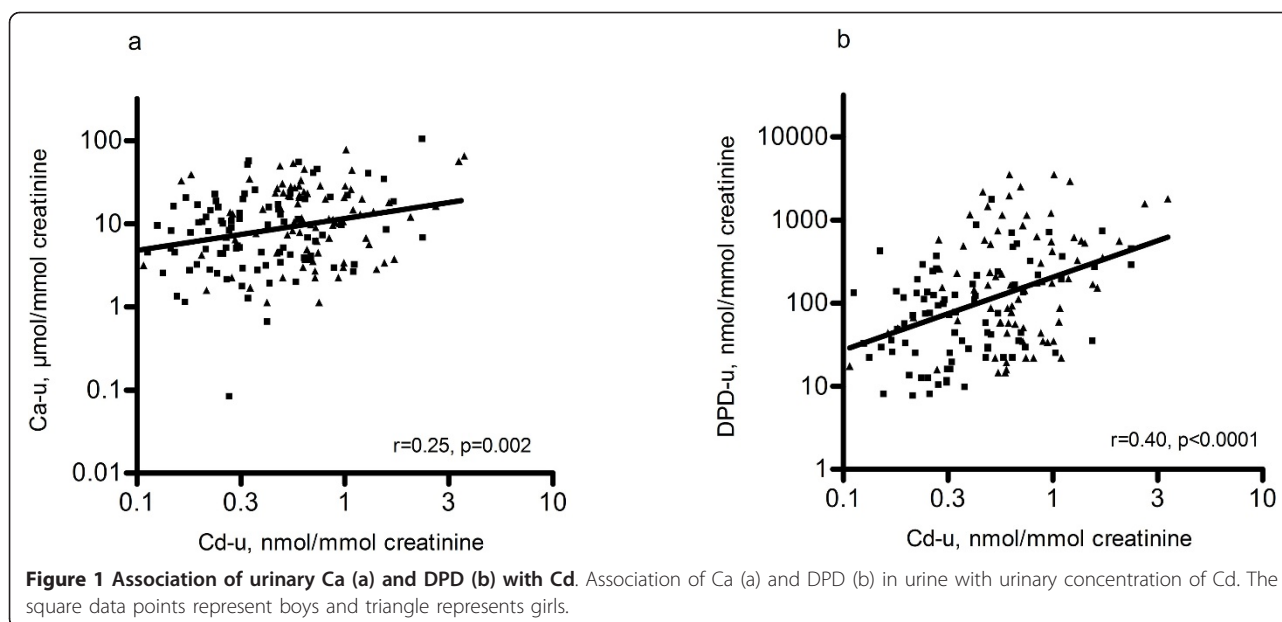 a
100
10
1
0.1
0.01
Ca-u, µmol/mmol creatinine
r=0.25, p=0.002
0.1 0.3 1 3 10
Cd-u, nmol/mmol creatinine
b
10000
1000
100
10
1
DPD-u, nmol/mmol creatinine
r=0.40, p<0.0001
0.1 0.3 1 3 10
Cd-u, nmol/mmol creatinine
Figure 1 Association of urinary Ca (a) and DPD (b) with Cd. Association of Ca (a) and DPD (b) in urine with urinary concentration of Cd. The
square data points represent boys and triangle represents girls.